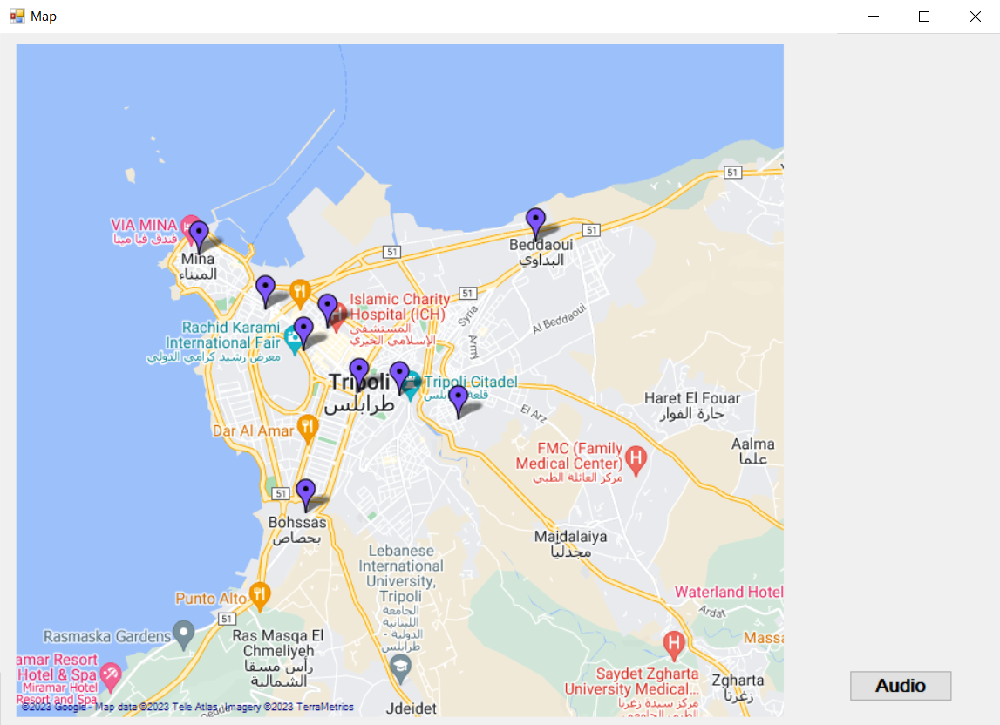 Map
51
VIA MINA
فندق فيا مينا
Mina
الميناء
51
Beddaoui
البداوي
51
51
Islamic Charity
Hospital (ICH)
المستشفى
الإسلامي الخيري
Syria
Army
Al Beddaoui
Rachid Karami
International Fair
معرض رشيد كرامي الدولي
Tripoli
طرابلس
Tripoli Citadel
El Arz
Haret El Fouar
حارة الفوار
Dar Al Amar
Aalma
علما
FMC (Family
Medical Center)
مركز العائلة الطبي
51
Bohssas
بحصاص
Majdalaiya
مجدليا
Lebanese
International
University,
Tripoli
الجامعة
اللبنانية
الدولية -
طرابلس
Punto Alto
51
Waterland Hotel
Ardat
Rasmaska Gardens
Ras Masqa El
Chmeliyeh
رأس مسقا
الشمالية
Massa
amar Resort
Hotel & Spa
Miramar Hotel
Resort and Spa
Saydet Zgharta
University Medical...
مركز سيدة زغرتا
Zgharta
زغرتا
Jdeidet
©2023 Google - Map data ©2023 Tele Atlas, Imagery ©2023 TerraMetrics
Audio